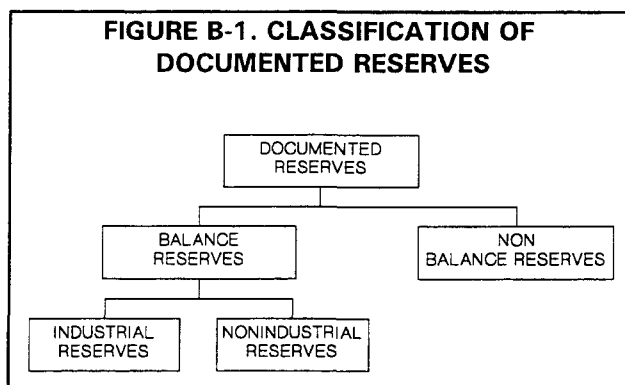 FIGURE B-1. CLASSIFICATION OF
DOCUMENTED RESERVES
DOCUMENTED
RESERVES
BALANCE
RESERVES
NON
BALANCE RESERVES
INDUSTRIAL
RESERVES
NONINDUSTRIAL
RESERVES